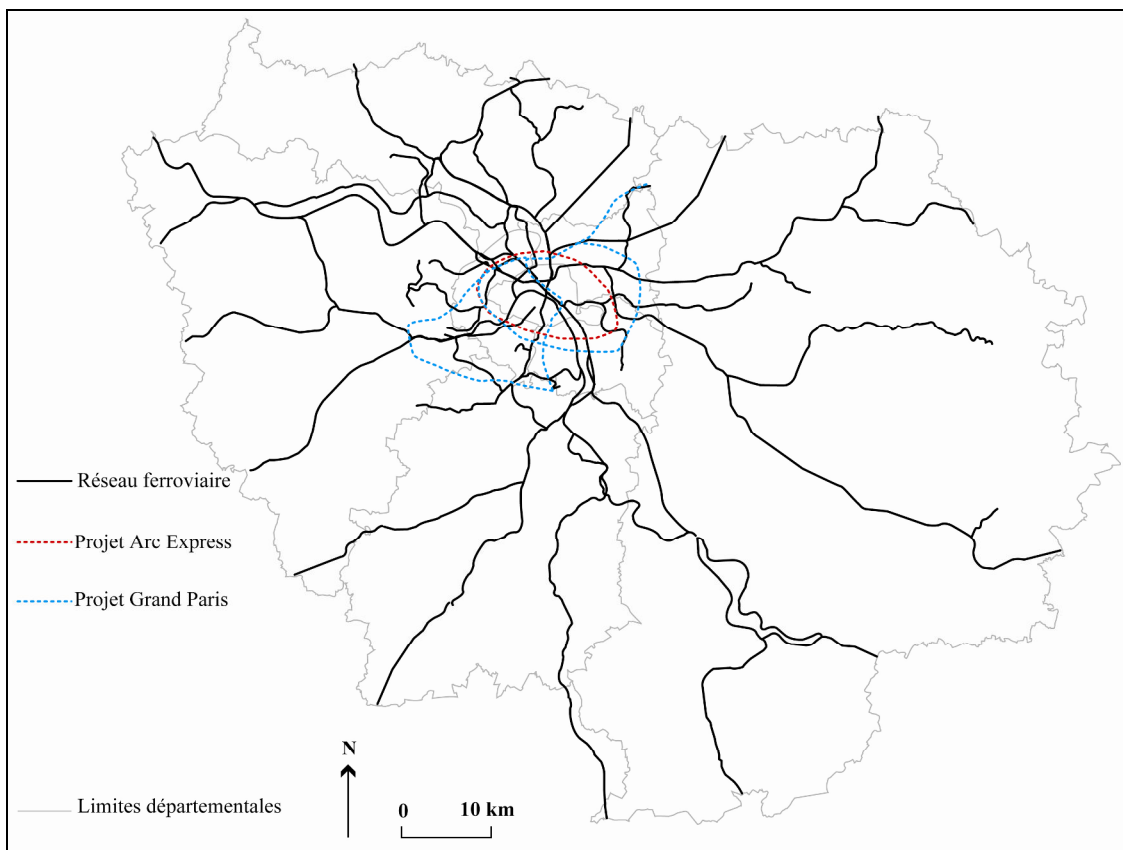 Réseau ferroviaire
Projet Arc Express
Projet Grand Paris
Limites départementales
N
0 10 km